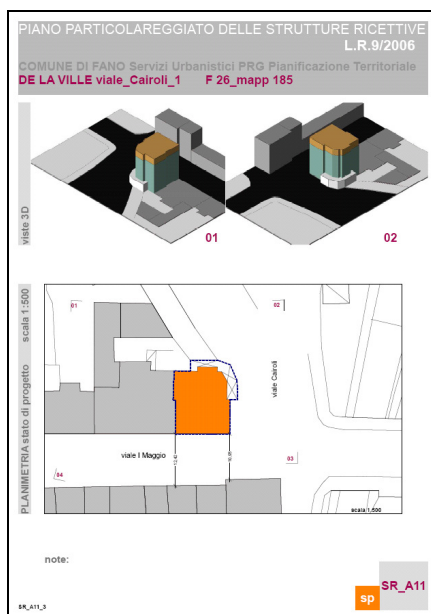 PIANO PARTICOLAREGGIATO DELLE STRUTTURE RICETTIVE
L.R.9/2006
COMUNE DI FANO Servizi Urbanistici PRG Pianificazione Territoriale
DE LA VILLE viale_Cairoli_1 F 26_mapp 185
viste 3D
01
02
PLANIMETRIA stato di progetto scala 1:500
01
02
viale Cairoli
viale I Maggio
03
04
scala 1:500
note:
sp
SR_A11
SR_A11_3